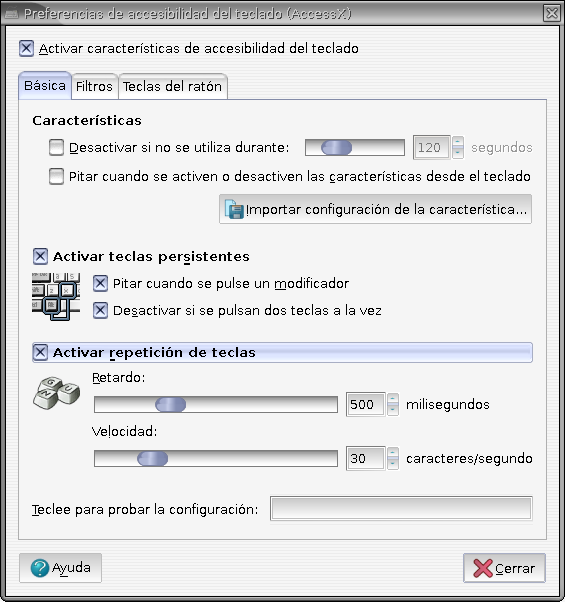 Preferencias de accesibilidad del teclado (AccessX)
Activar características de accesibilidad del teclado
Básica Filtros Teclas del ratón
Características
Desactivar si no se utiliza durante: 120 segundos
Pitar cuando se activen o desactiven las características desde el teclado
Importar configuración de la característica...
Activar teclas persistentes
Pitar cuando se pulse un modificador
Desactivar si se pulsan dos teclas a la vez
Activar repetición de teclas
Retardo:
500 milisegundos
Velocidad:
30 caracteres/segundo
Teclee para probar la configuración:
Ayuda Cerrar